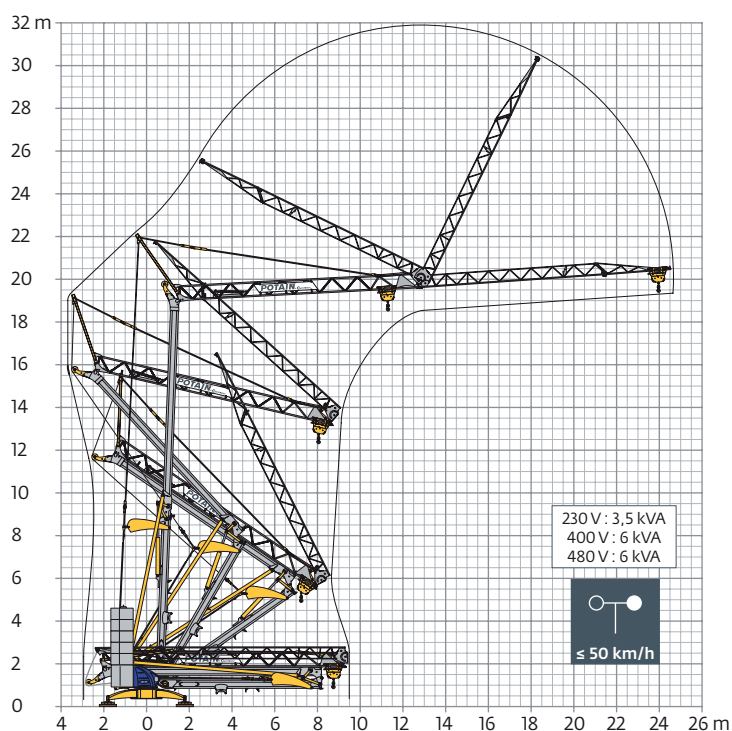 32 m
30
28
26
24
22
20
18
16
14
12
10
8
6
4
2
0
POTAIN
POTAIN
POTAIN
POTAIN
230 V : 3,5 kVA
400 V : 6 kVA
480 V : 6 kVA
≤ 50 km/h
4 2 0 2 4 6 8 10 12 14 16 18 20 22 24 26 m